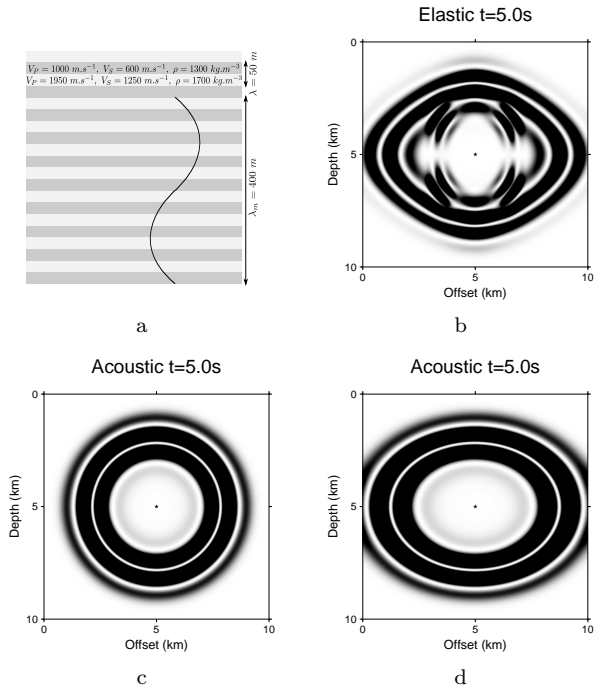 V_P = 1000 m.s^{-1}, V_S = 600 m.s^{-1}, ρ = 1300 kg.m^{-3}
V_P = 1950 m.s^{-1}, V_S = 1250 m.s^{-1}, ρ = 1700 kg.m^{-3}
λ = 50 m
λ_m = 400 m
a
Elastic t=5.0s
0
5
10
Depth (km)
0
5
10
Offset (km)
b
Acoustic t=5.0s
0
5
10
Depth (km)
0
5
10
Offset (km)
c
Acoustic t=5.0s
0
5
10
Depth (km)
0
5
10
Offset (km)
d